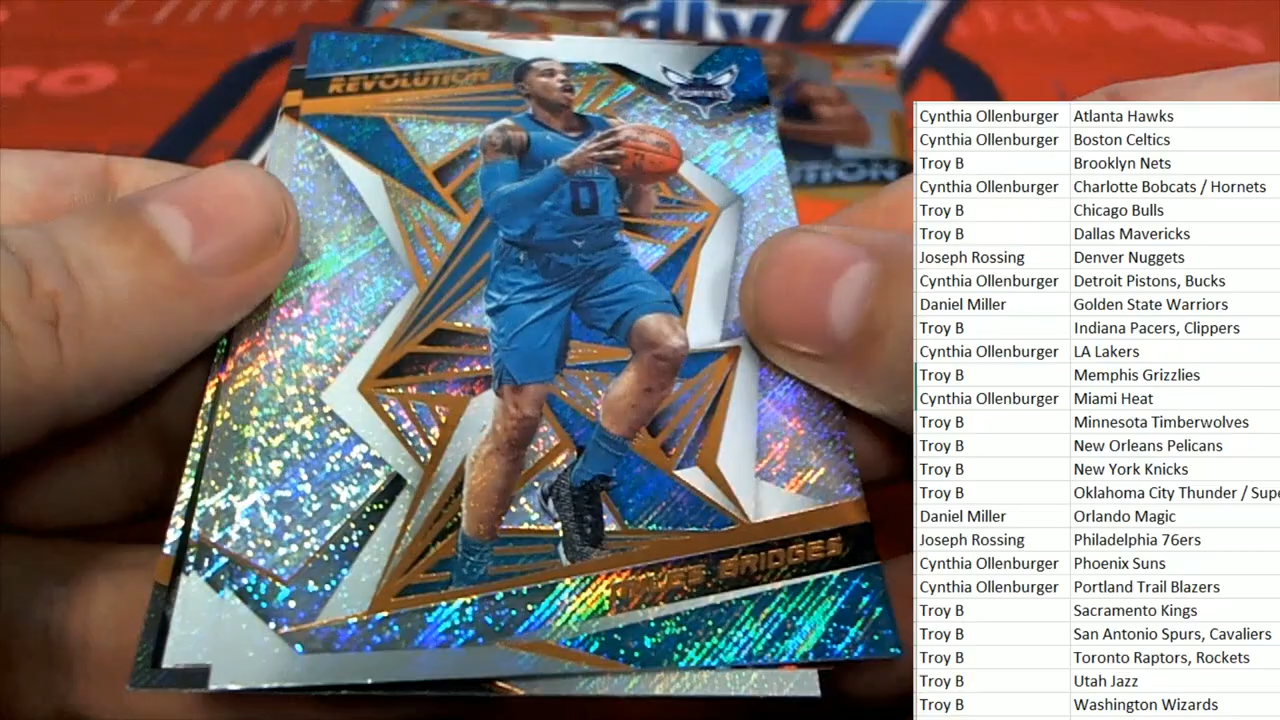 REVOLUTION
HORNETS
0
BRIDGES
Cynthia Ollenburger Atlanta Hawks
Cynthia Ollenburger Boston Celtics
Troy B Brooklyn Nets
Cynthia Ollenburger Charlotte Bobcats / Hornets
Troy B Chicago Bulls
Troy B Dallas Mavericks
Joseph Rossing Denver Nuggets
Cynthia Ollenburger Detroit Pistons, Bucks
Daniel Miller Golden State Warriors
Troy B Indiana Pacers, Clippers
Cynthia Ollenburger LA Lakers
Troy B Memphis Grizzlies
Cynthia Ollenburger Miami Heat
Troy B Minnesota Timberwolves
Troy B New Orleans Pelicans
Troy B New York Knicks
Troy B Oklahoma City Thunder / Supe
Daniel Miller Orlando Magic
Joseph Rossing Philadelphia 76ers
Cynthia Ollenburger Phoenix Suns
Cynthia Ollenburger Portland Trail Blazers
Troy B Sacramento Kings
Troy B San Antonio Spurs, Cavaliers
Troy B Toronto Raptors, Rockets
Troy B Utah Jazz
Troy B Washington Wizards